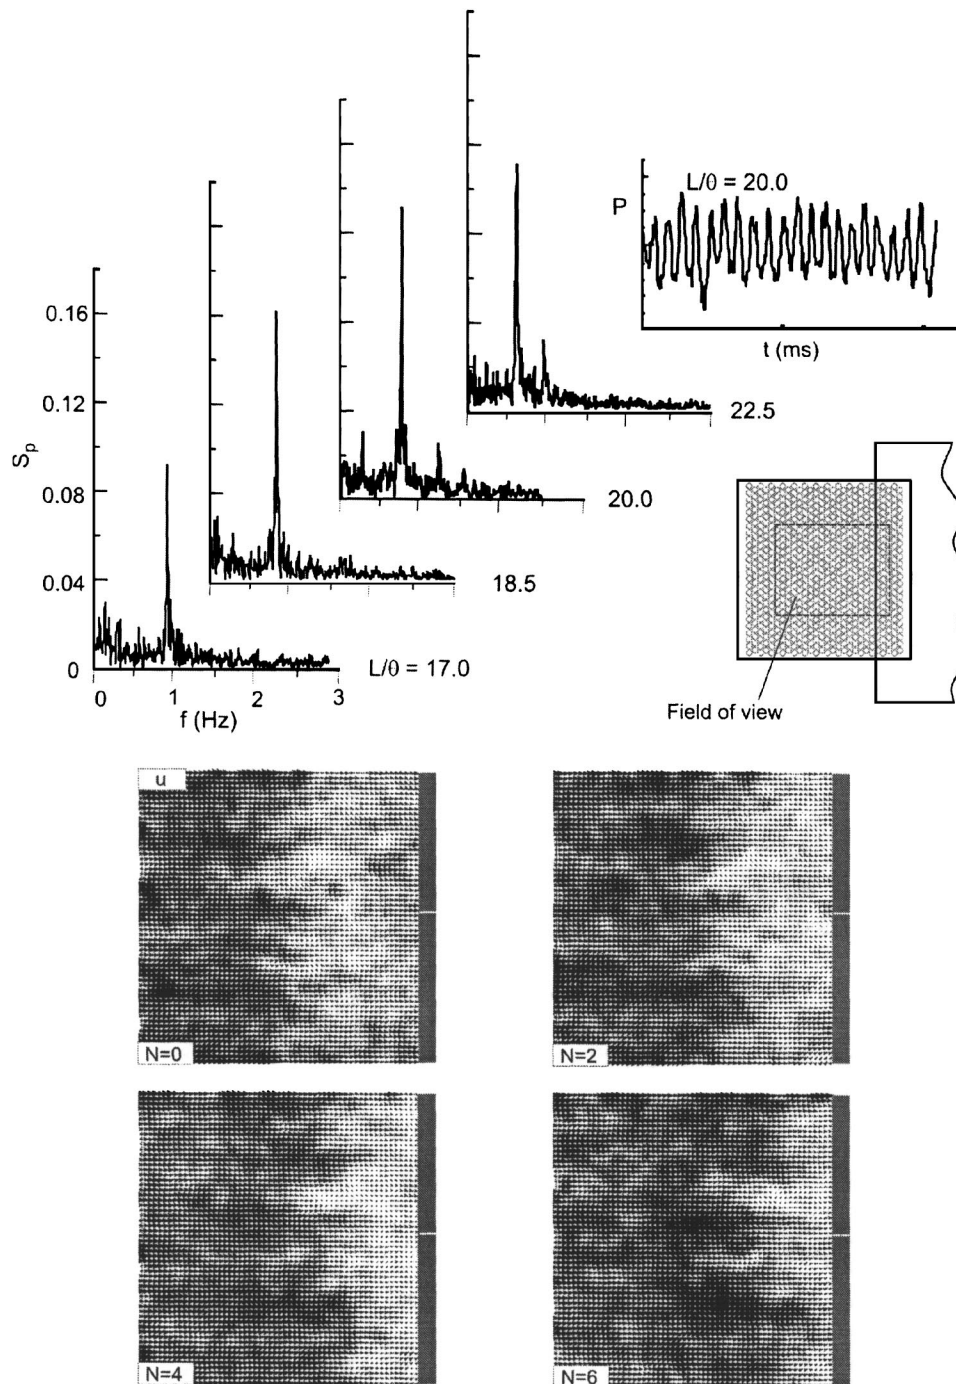 L/θ = 20.0
P
t (ms)
0.16
0.12
Sp
0.08
0.04
0
22.5
20.0
18.5
L/θ = 17.0
0 1 2 3
f (Hz)
Field of view
u
N=0
N=2
N=4
N=6